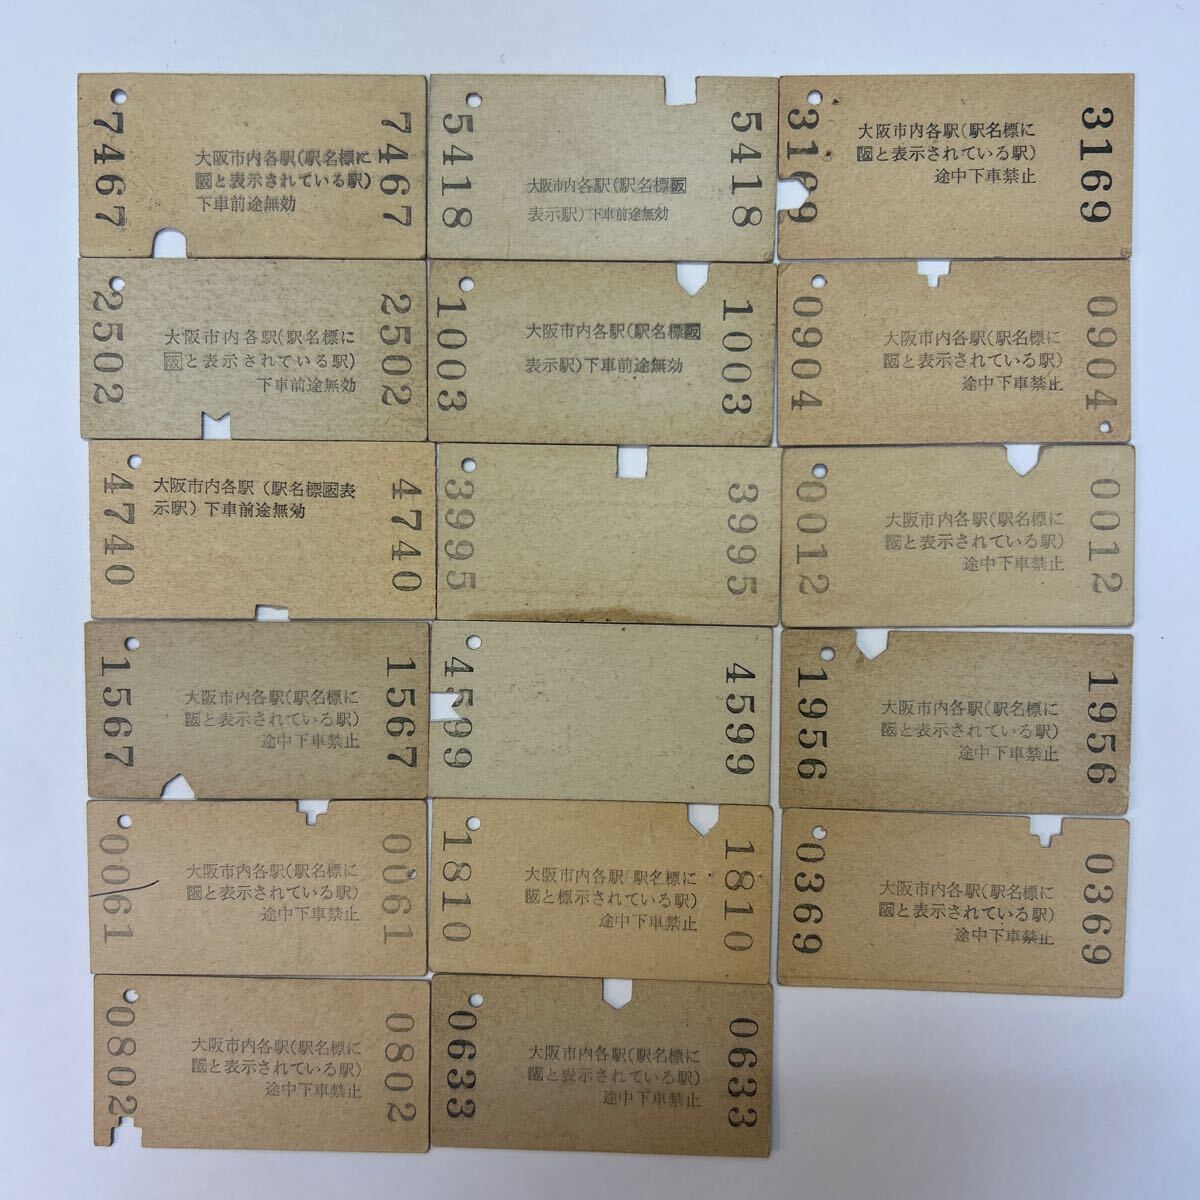 7467
7467
大阪市内各駅(駅名標に
阪と表示されている駅)
下車前途無効
5418
5418
大阪市内各駅(駅名標阪
表示駅)下車前途無効
3169
3169
大阪市内各駅(駅名標に
阪と表示されている駅)
途中下車禁止
2502
2502
大阪市内各駅(駅名標に
阪と表示されている駅)
下車前途無効
1003
1003
大阪市内各駅(駅名標阪
表示駅)下車前途無効
0904
0904
大阪市内各駅(駅名標に
阪と表示されている駅)
途中下車禁止
4740
4740
大阪市内各駅(駅名標阪表
示駅)下車前途無効
3995
3995
0012
0012
大阪市内各駅(駅名標に
阪と表示されている駅)
途中下車禁止
1567
1567
大阪市内各駅(駅名標に
阪と表示されている駅)
途中下車禁止
4599
4599
1956
1956
大阪市内各駅(駅名標に
阪と表示されている駅)
途中下車禁止
0061
0061
大阪市内各駅(駅名標に
阪と表示されている駅)
途中下車禁止
1810
1810
大阪市内各駅(駅名標に
阪と標示されている駅)
途中下車禁止
0369
0369
大阪市内各駅(駅名標に
阪と表示されている駅)
途中下車禁止
0802
0802
大阪市内各駅(駅名標に
阪と表示されている駅)
途中下車禁止
0633
0633
大阪市内各駅(駅名標に
阪と表示されている駅)
途中下車禁止